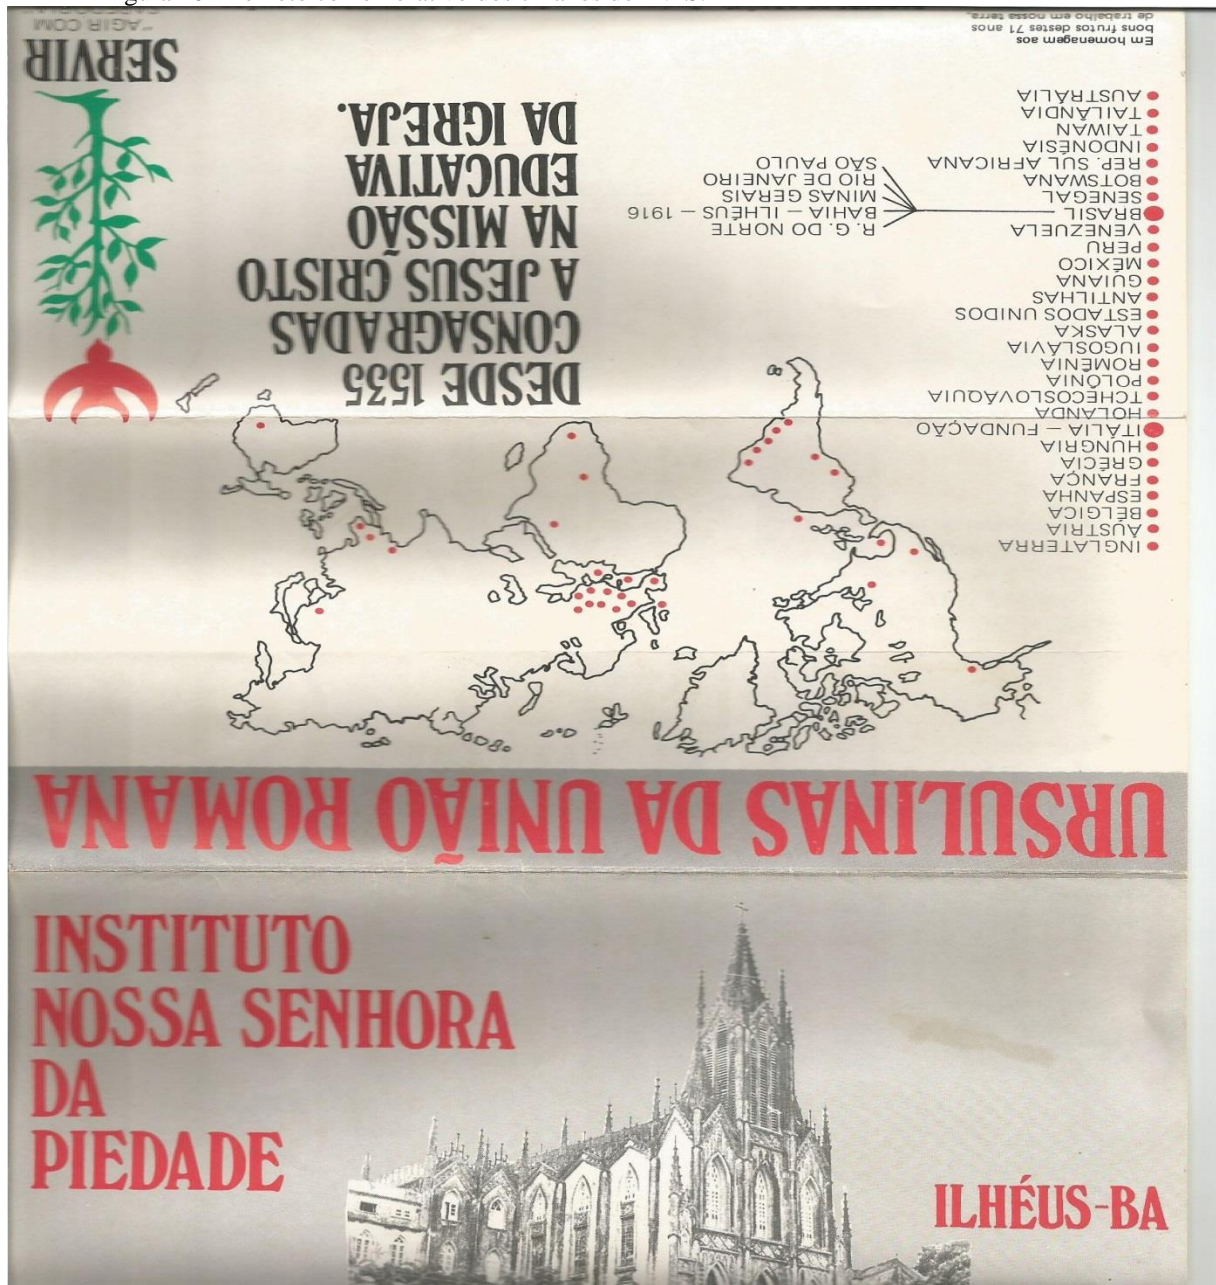 INSTITUTO
NOSSA SENHORA
DA
PIEDADE
ILHÉUS-BA
URSULINAS DA UNIÃO ROMANA
INGLATERRA
ÁUSTRIA
BÉLGICA
ESPANHA
FRANÇA
GRÉCIA
HUNGRIA
ITÁLIA – FUNDAÇÃO
HOLANDA
TCHECOSLOVÁQUIA
POLÔNIA
ROMÊNIA
IUGOSLÁVIA
ALASKA
ESTADOS UNIDOS
ANTILHAS
GUIANA
MÉXICO
PERU
VENEZUELA
BRASIL
SENEGAL
BOTSWANA
REP. SUL AFRICANA
INDONÉSIA
TAIWAN
TAILÂNDIA
AUSTRÁLIA
R. G. DO NORTE
BAHIA – ILHÉUS – 1916
MINAS GERAIS
RIO DE JANEIRO
SÃO PAULO
DESDE 1535
CONSAGRADAS
A JESUS CRISTO
NA MISSÃO
EDUCATIVA
DA IGREJA.
SERVIR
"AGIR COM
Em homenagem aos
bons frutos destes 71 anos
de trabalho em nossa terra,